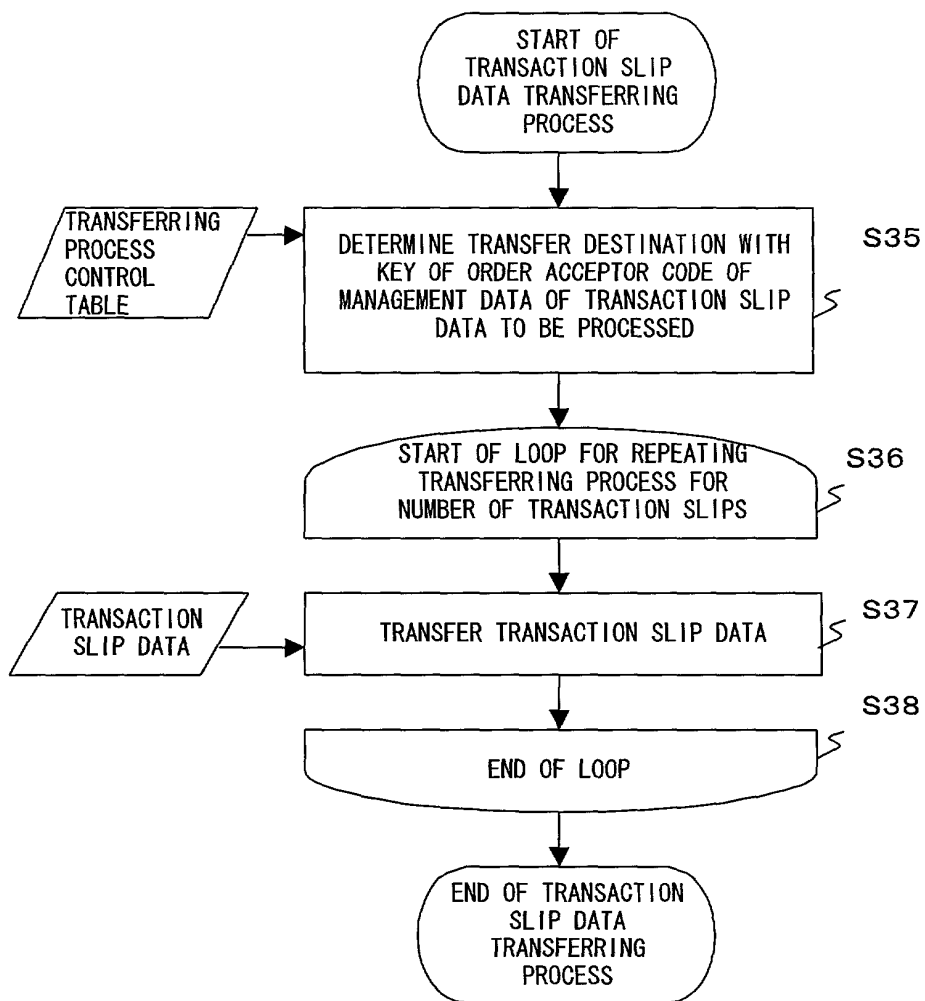 START OF
TRANSACTION SLIP
DATA TRANSFERRING
PROCESS
TRANSFERRING
PROCESS
CONTROL
TABLE
DETERMINE TRANSFER DESTINATION WITH
KEY OF ORDER ACCEPTOR CODE OF
MANAGEMENT DATA OF TRANSACTION SLIP
DATA TO BE PROCESSED
S35
START OF LOOP FOR REPEATING
TRANSFERRING PROCESS FOR
NUMBER OF TRANSACTION SLIPS
S36
TRANSACTION
SLIP DATA
TRANSFER TRANSACTION SLIP DATA
S37
END OF LOOP
S38
END OF TRANSACTION
SLIP DATA
TRANSFERRING
PROCESS